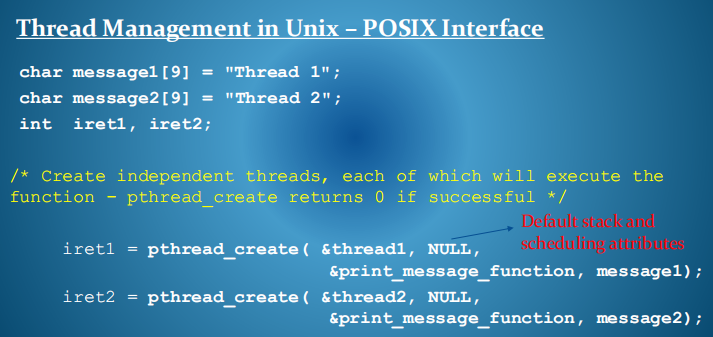 Thread Management in Unix – POSIX Interface
char message1[9] = "Thread 1";
char message2[9] = "Thread 2";
int  iret1, iret2;
/* Create independent threads, each of which will execute the
function – pthread_create returns 0 if successful */
Default stack and
scheduling attributes
iret1 = pthread_create( &thread1, NULL,
&print_message_function, message1);
iret2 = pthread_create( &thread2, NULL,
&print_message_function, message2);